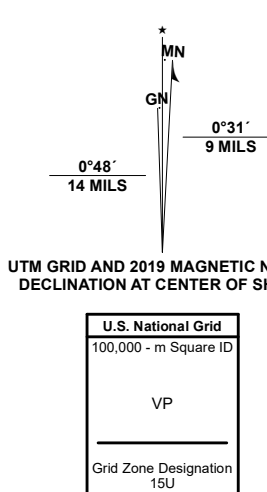 MN
GN
0°31´
9 MILS
0°48´
14 MILS
UTM GRID AND 2019 MAGNETIC
DECLINATION AT CENTER OF
U.S. National Grid
100,000 - m Square ID
VP
Grid Zone Designation
15U